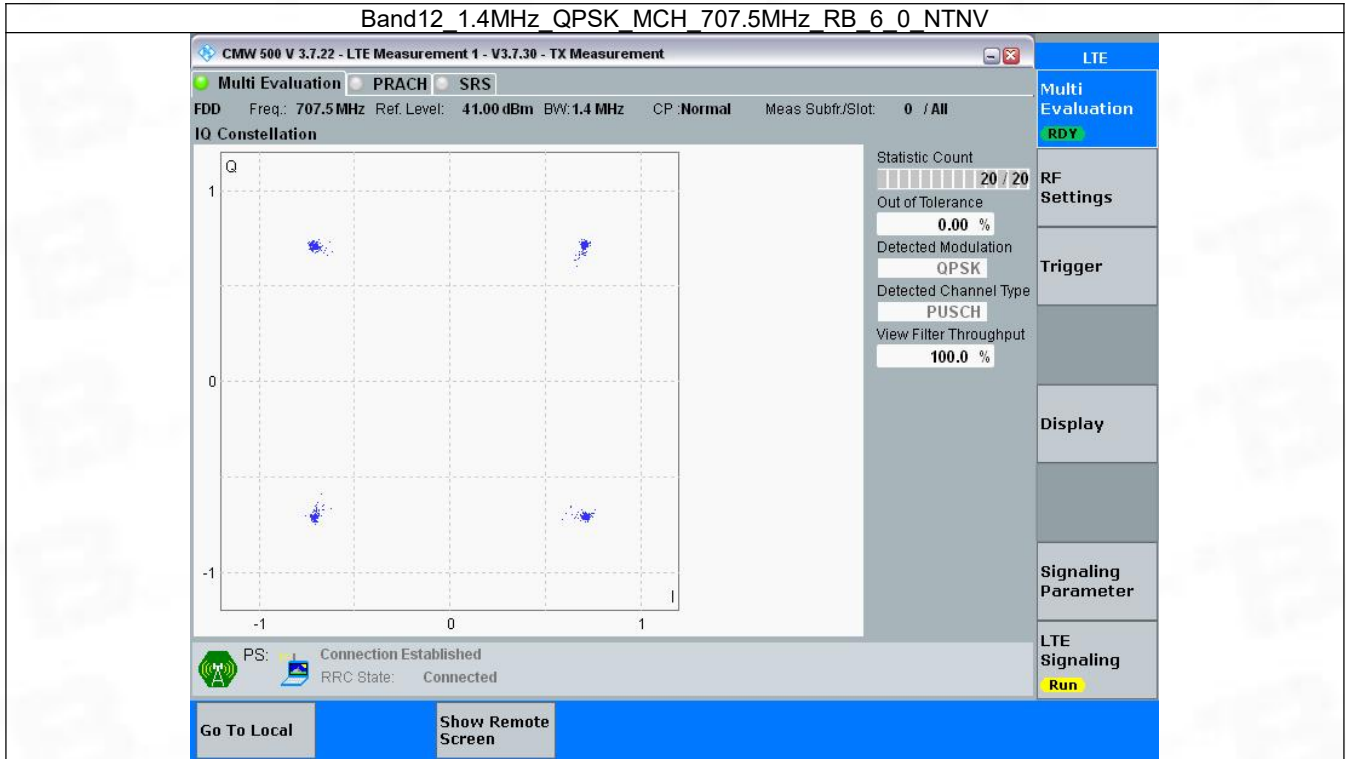 Band12_1.4MHz_QPSK_MCH_707.5MHz_RB_6_0_NTNV
CMW 500 V 3.7.22 - LTE Measurement 1 - V3.7.30 - TX Measurement
LTE
Multi Evaluation PRACH SRS
Multi
Evaluation
RDY
FDD Freq.: 707.5 MHz Ref. Level: 41.00 dBm BW: 1.4 MHz CP :Normal Meas Subfr./Slot: 0 / All
IQ Constellation
Q
1
0
-1
I
-1 0 1
Statistic Count
20 / 20
Out of Tolerance
0.00 %
Detected Modulation
QPSK
Detected Channel Type
PUSCH
View Filter Throughput
100.0 %
RF
Settings
Trigger
Display
Signaling
Parameter
LTE
Signaling
Run
PS: Connection Established
RRC State: Connected
Go To Local
Show Remote
Screen